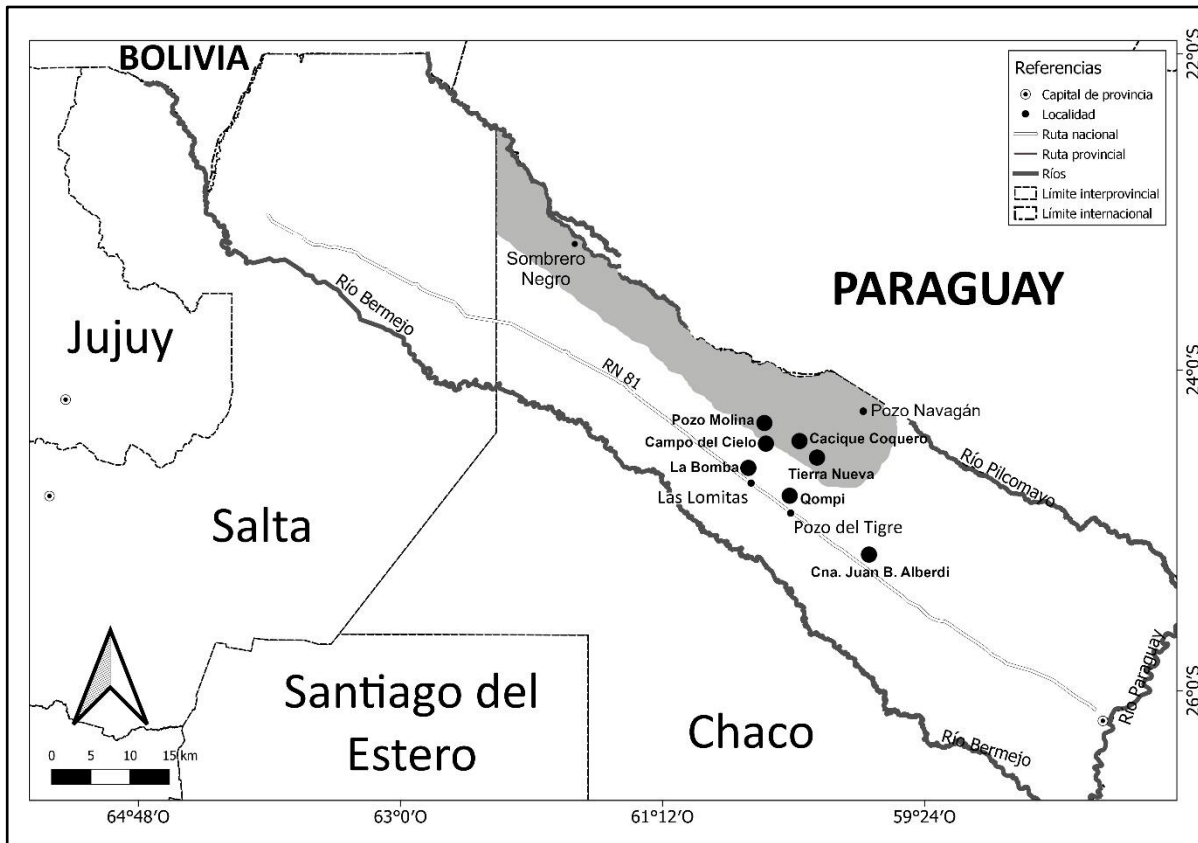 BOLIVIA
22°0'S
Referencias
Capital de provincia
Localidad
Ruta nacional
Ruta provincial
Ríos
Límite interprovincial
Límite internacional
Sombrero
Negro
PARAGUAY
Río Bermejo
Jujuy
RN 81
24°0'S
Pozo Navagán
Pozo Molina
Cacique Coquero
Campo del Cielo
La Bomba
Tierra Nueva
Río Pilcomayo
Las Lomitas
Qompi
Salta
Pozo del Tigre
Cna. Juan B. Alberdi
Santiago del
Estero
Chaco
Río Paraguay
26°0'S
Río Bermejo
0 5 10 15 km
64°48'O 63°0'O 61°12'O 59°24'O